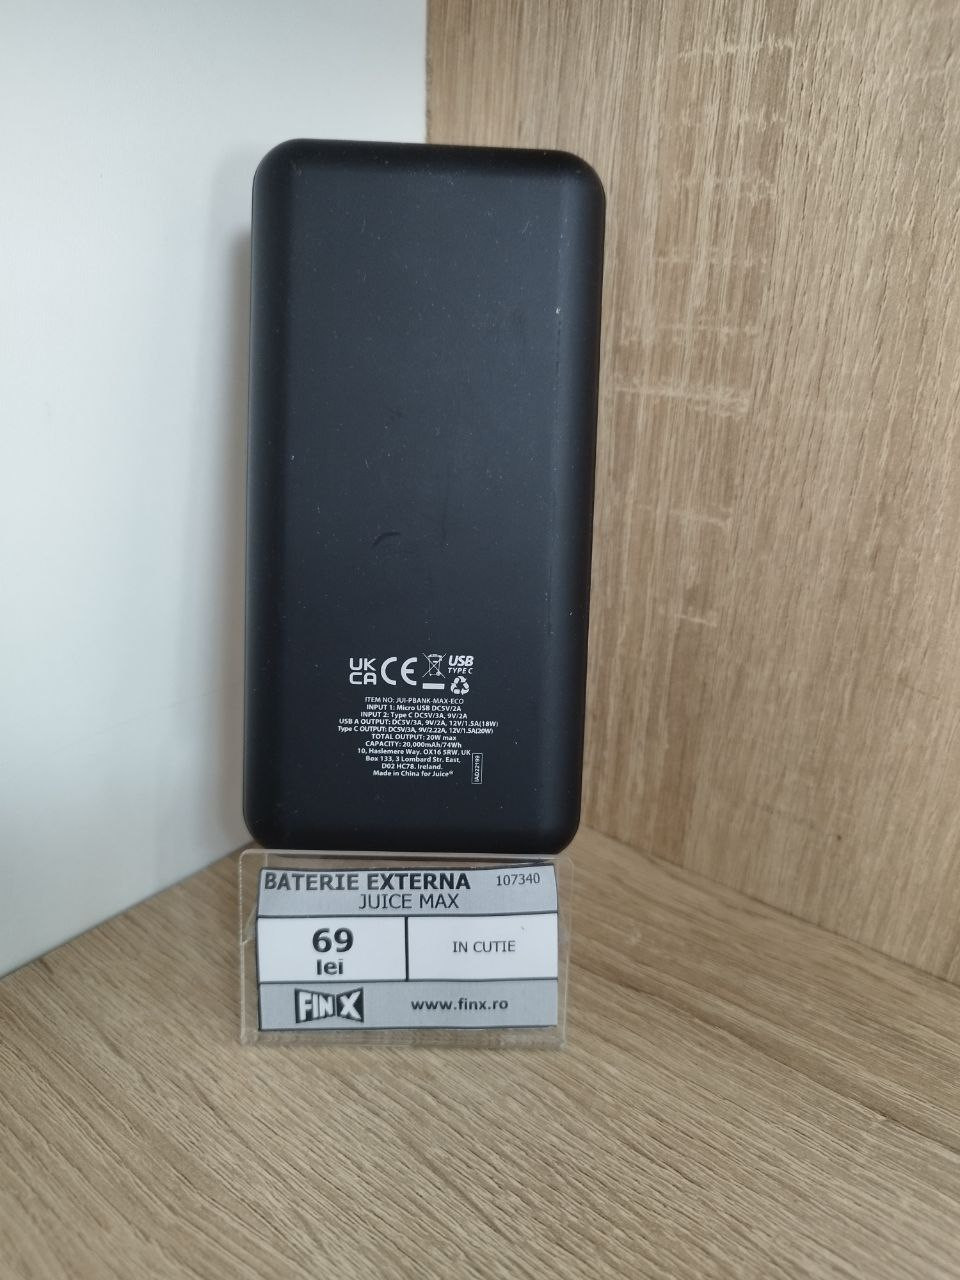 UK
CA CE USB
TYPE C
ITEM NO: JUI-PBANK-MAX-ECO
INPUT 1: Micro USB DC5V/2A
INPUT 2: Type C DC5V/3A, 9V/2A
USB A OUTPUT: DC5V/3A, 9V/2A, 12V/1.5A(18W)
Type C OUTPUT: DC5V/3A, 9V/2.22A, 12V/1.5A(20W)
TOTAL OUTPUT: 20W max
CAPACITY: 20,000mAh/74Wh
10, Haslemere Way. OX16 5RW. UK
Box 133, 3 Lombard Str. East,
D02 HC78. Ireland.
Made in China for Juice®
BATERIE EXTERNA 107340
JUICE MAX
69
lei
IN CUTIE
FINX www.finx.ro